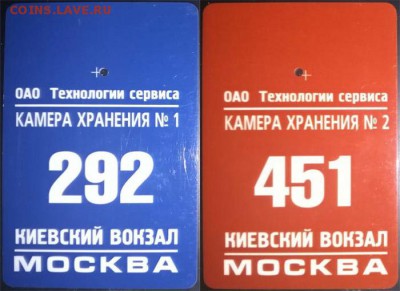 COINS.LAVE.RU
ОАО Технологии сервиса
КАМЕРА ХРАНЕНИЯ № 1
292
КИЕВСКИЙ ВОКЗАЛ
МОСКВА
ОАО Технологии сервиса
КАМЕРА ХРАНЕНИЯ № 2
451
КИЕВСКИЙ ВОКЗАЛ
МОСКВА